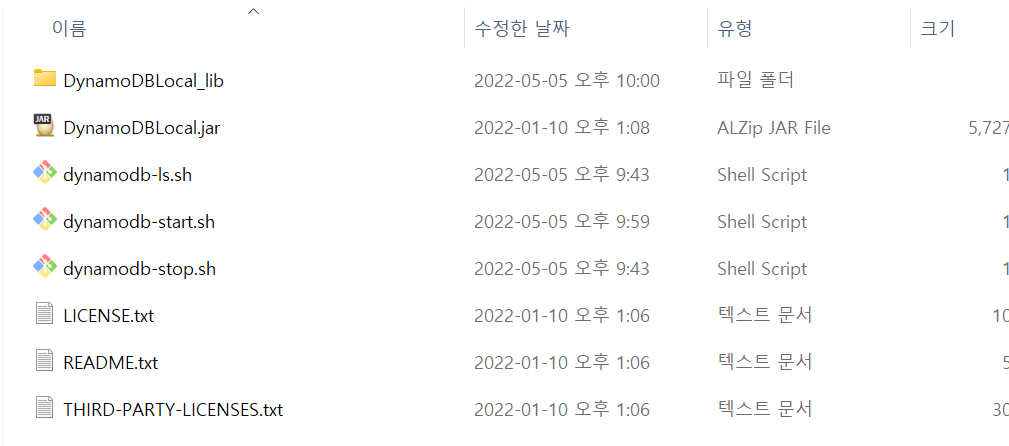 이름 수정한 날짜 유형 크기
DynamoDBLocal_lib 2022-05-05 오후 10:00 파일 폴더
JAR DynamoDBLocal.jar 2022-01-10 오후 1:08 ALZip JAR File 5,727
dynamodb-ls.sh 2022-05-05 오후 9:43 Shell Script 1
dynamodb-start.sh 2022-05-05 오후 9:59 Shell Script 1
dynamodb-stop.sh 2022-05-05 오후 9:43 Shell Script 1
LICENSE.txt 2022-01-10 오후 1:06 텍스트 문서 10
README.txt 2022-01-10 오후 1:06 텍스트 문서 5
THIRD-PARTY-LICENSES.txt 2022-01-10 오후 1:06 텍스트 문서 30